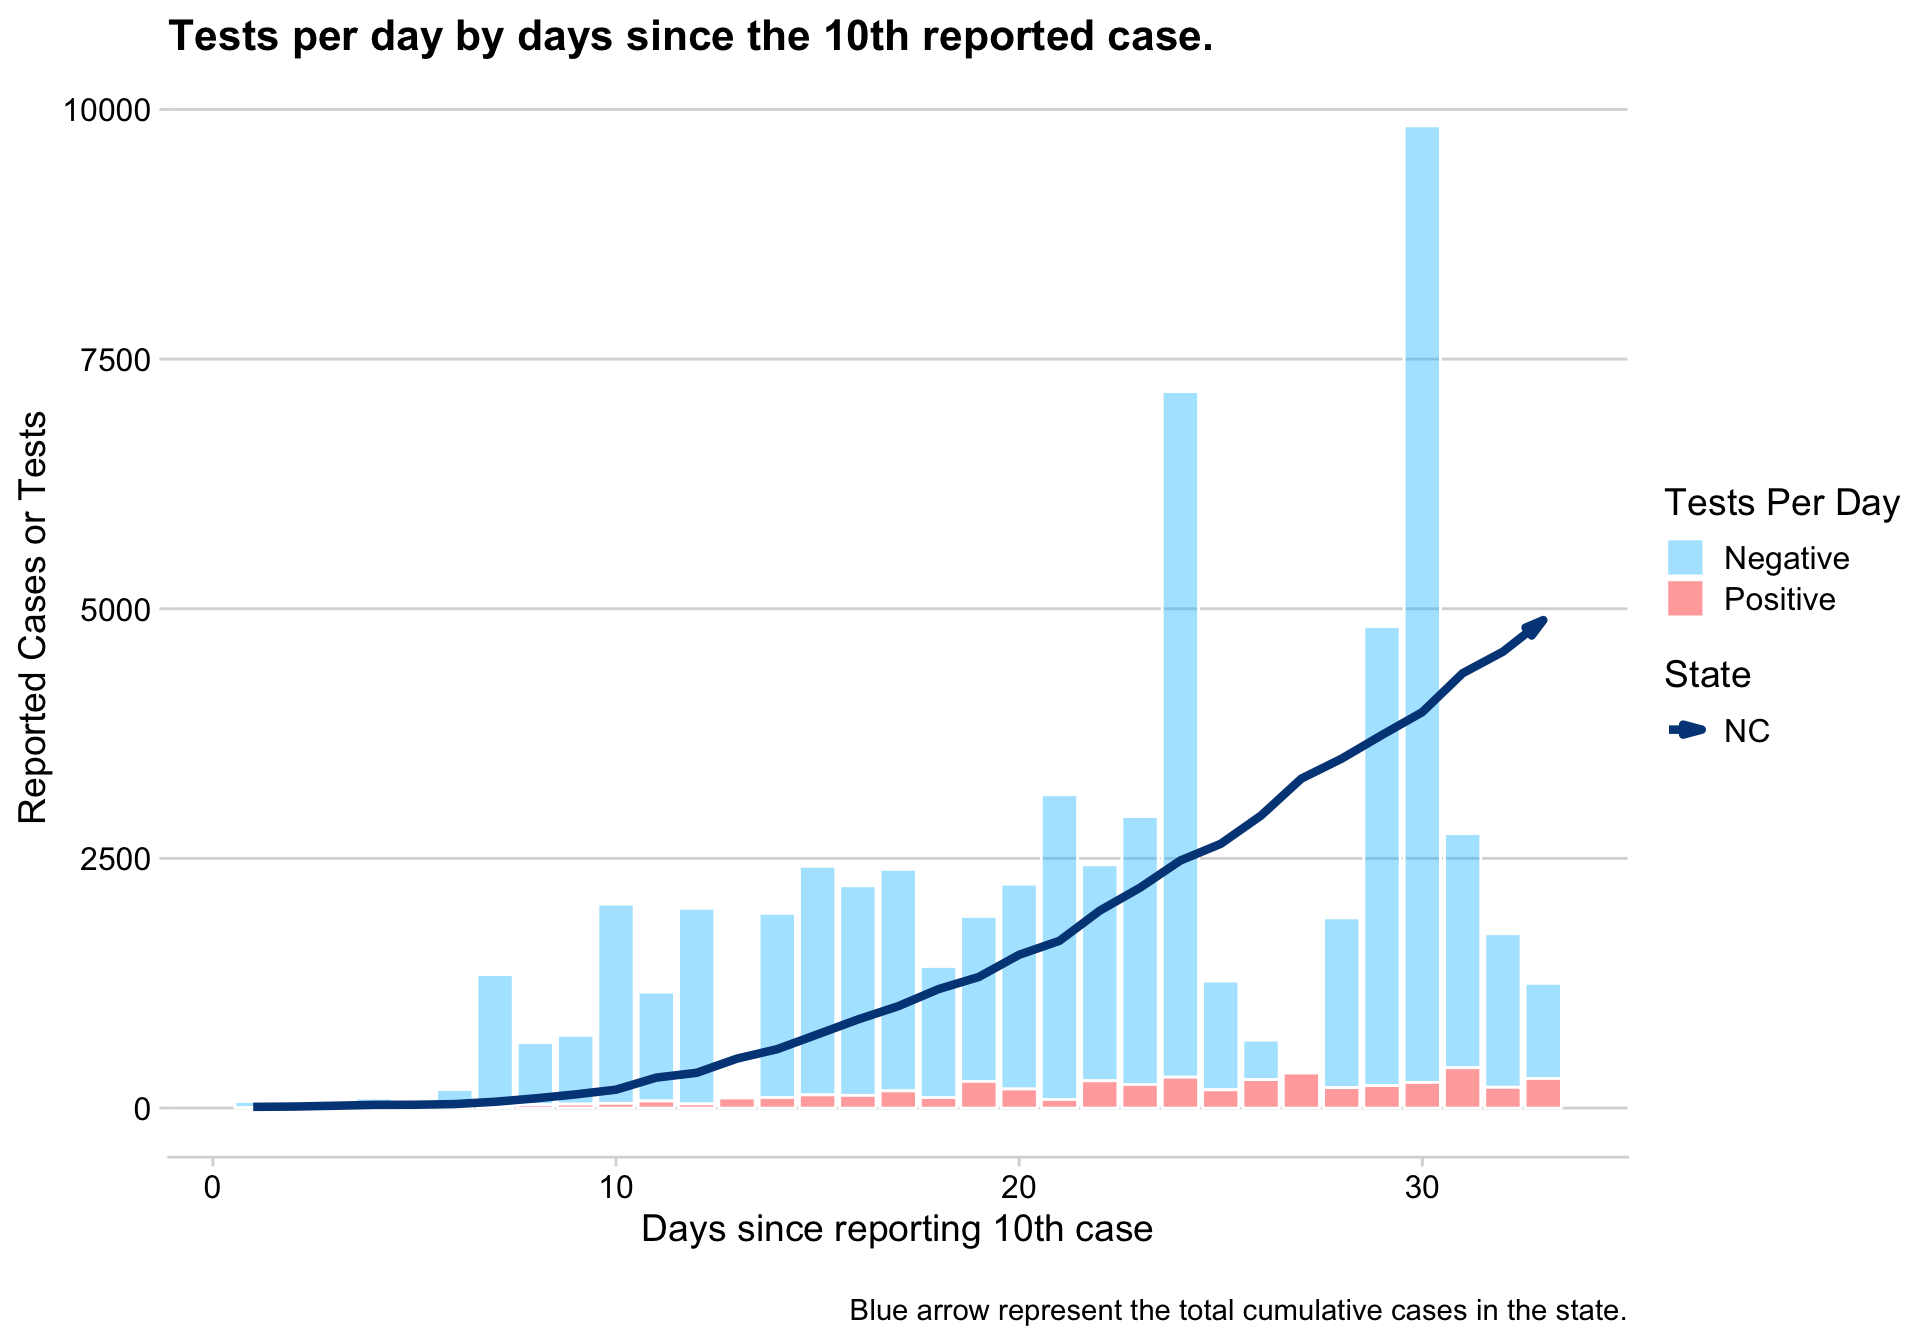 Tests per day by days since the 10th reported case.
10000
7500
5000
2500
0
Reported Cases or Tests
0 10 20 30
Days since reporting 10th case
Tests Per Day
Negative
Positive
State
NC
Blue arrow represent the total cumulative cases in the state.